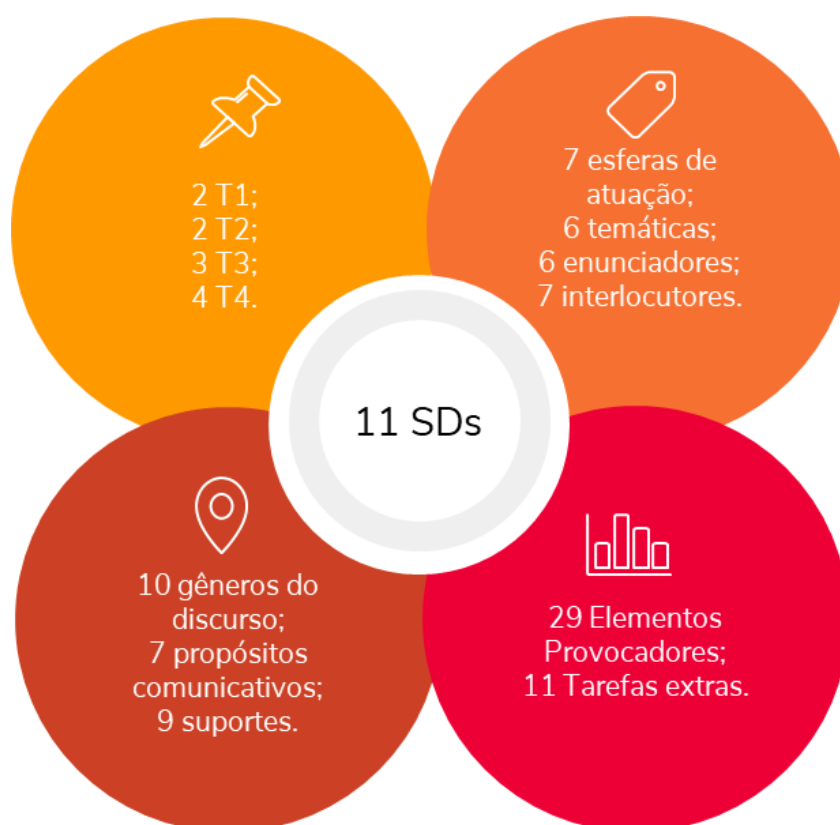 2 T1;
2 T2;
3 T3;
4 T4.
7 esferas de
atuação;
6 temáticas;
6 enunciadores;
7 interlocutores.
11 SDs
10 gêneros do
discurso;
7 propósitos
comunicativos;
9 suportes.
29 Elementos
Provocadores;
11 Tarefas extras.